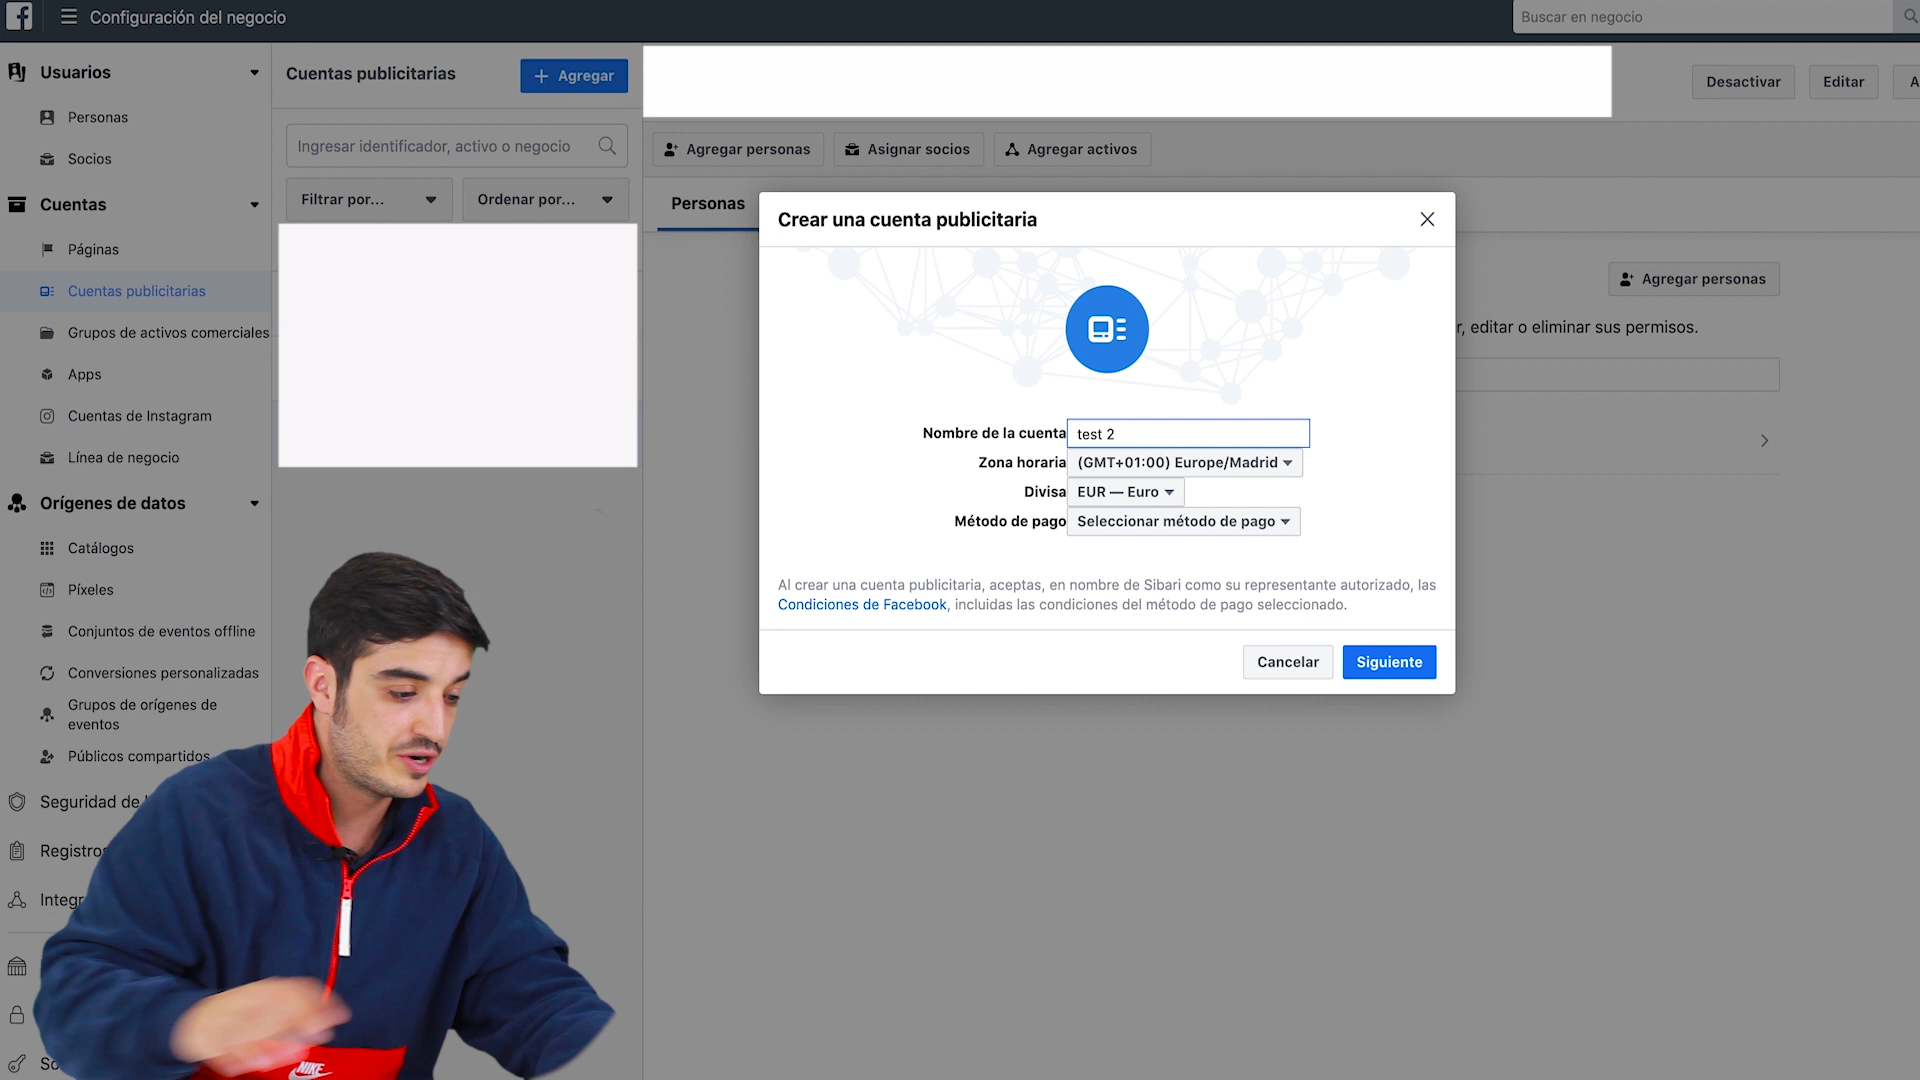 Configuración del negocio
Buscar en negocio
Usuarios
Personas
Socios
Cuentas
Páginas
Cuentas publicitarias
Grupos de activos comerciales
Apps
Cuentas de Instagram
Línea de negocio
Orígenes de datos
Catálogos
Píxeles
Conjuntos de eventos offline
Conversiones personalizadas
Grupos de orígenes de
eventos
Públicos compartidos
Seguridad de
Registros
Integr
So
Cuentas publicitarias
+ Agregar
Ingresar identificador, activo o negocio
Filtrar por...
Ordenar por...
Desactivar
Editar
A
Agregar personas
Asignar socios
Agregar activos
Personas
Agregar personas
r, editar o eliminar sus permisos.
Crear una cuenta publicitaria
Nombre de la cuenta test 2
Zona horaria (GMT+01:00) Europe/Madrid
Divisa EUR — Euro
Método de pago Seleccionar método de pago
Al crear una cuenta publicitaria, aceptas, en nombre de Sibari como su representante autorizado, las
Condiciones de Facebook, incluidas las condiciones del método de pago seleccionado.
Cancelar
Siguiente
NIKE